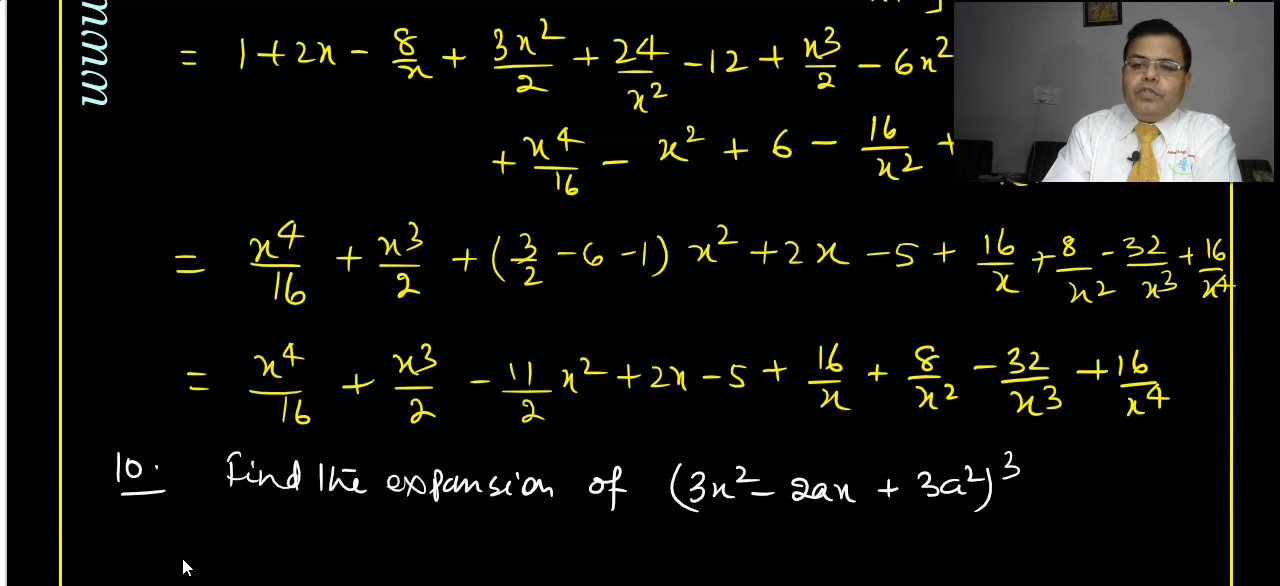 www
= 1 + 2x - 8/x + 3x²/2 + 24/x² - 12 + x³/2 - 6x²
+ x⁴/16 - x² + 6 - 16/x² +
= x⁴/16 + x³/2 + (3/2 - 6 - 1) x² + 2x - 5 + 16/x + 8/x² - 32/x³ + 16/x⁴
= x⁴/16 + x³/2 - 11/2 x² + 2x - 5 + 16/x + 8/x² - 32/x³ + 16/x⁴
10. Find the expansion of (3x² - 2ax + 3a²)³